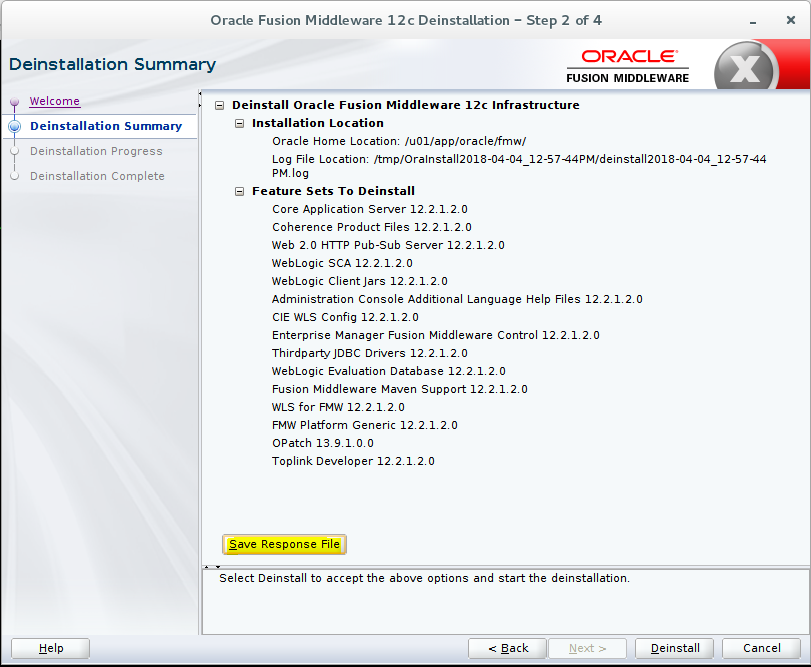 Oracle Fusion Middleware 12c Deinstallation – Step 2 of 4
Deinstallation Summary
ORACLE®
FUSION MIDDLEWARE
Welcome
Deinstallation Summary
Deinstallation Progress
Deinstallation Complete
Deinstall Oracle Fusion Middleware 12c Infrastructure
Installation Location
Oracle Home Location: /u01/app/oracle/fmw/
Log File Location: /tmp/OraInstall2018-04-04_12-57-44PM/deinstall2018-04-04_12-57-44
PM.log
Feature Sets To Deinstall
Core Application Server 12.2.1.2.0
Coherence Product Files 12.2.1.2.0
Web 2.0 HTTP Pub-Sub Server 12.2.1.2.0
WebLogic SCA 12.2.1.2.0
WebLogic Client Jars 12.2.1.2.0
Administration Console Additional Language Help Files 12.2.1.2.0
CIE WLS Config 12.2.1.2.0
Enterprise Manager Fusion Middleware Control 12.2.1.2.0
Thirdparty JDBC Drivers 12.2.1.2.0
WebLogic Evaluation Database 12.2.1.2.0
Fusion Middleware Maven Support 12.2.1.2.0
WLS for FMW 12.2.1.2.0
FMW Platform Generic 12.2.1.2.0
OPatch 13.9.1.0.0
Toplink Developer 12.2.1.2.0
Save Response File
Select Deinstall to accept the above options and start the deinstallation.
Help
< Back
Next >
Deinstall
Cancel